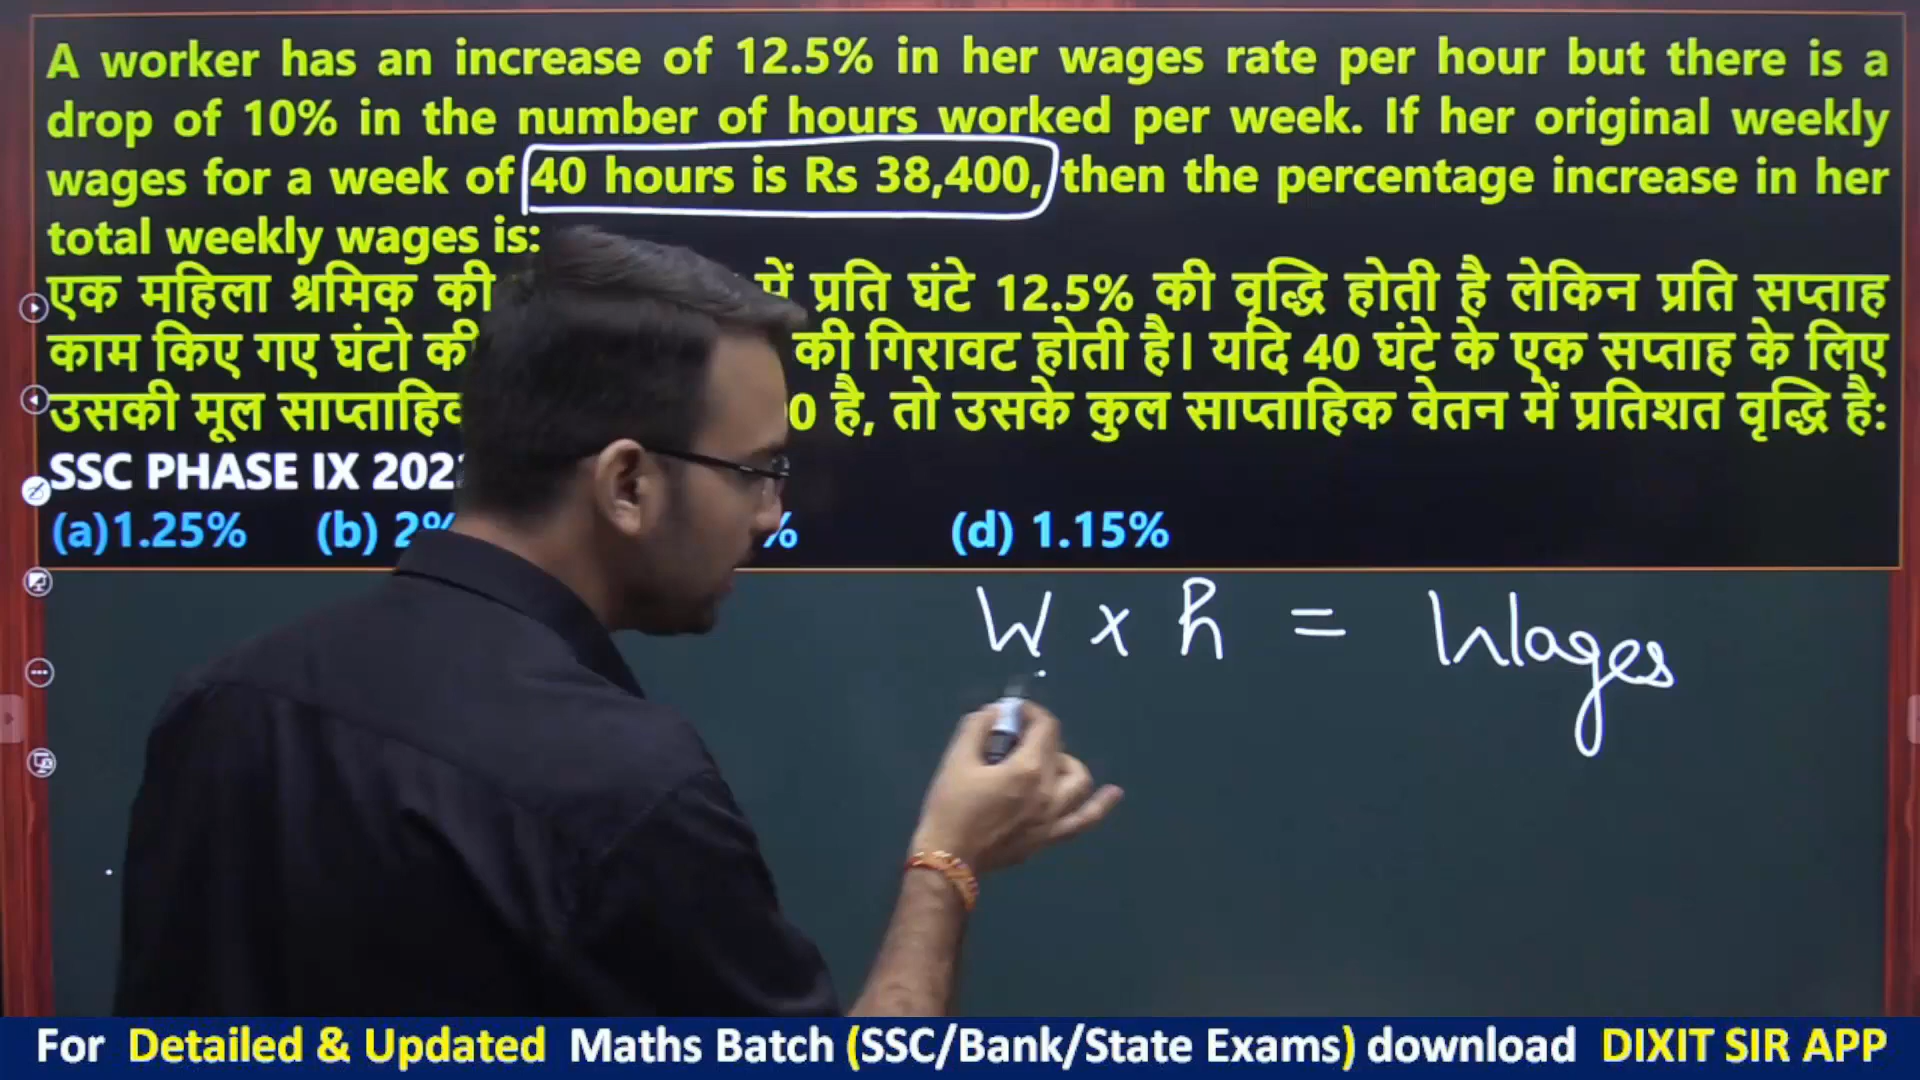 A worker has an increase of 12.5% in her wages rate per hour but there is a
drop of 10% in the number of hours worked per week. If her original weekly
wages for a week of 40 hours is Rs 38,400, then the percentage increase in her
total weekly wages is:
एक महिला श्रमिक की में प्रति घंटे 12.5% की वृद्धि होती है लेकिन प्रति सप्ताह
काम किए गए घंटो की की गिरावट होती है। यदि 40 घंटे के एक सप्ताह के लिए
उसकी मूल है, तो उसके कुल साप्ताहिक वेतन में प्रतिशत वृद्धि है:
SSC PHASE IX
(a)1.25% (b) (d) 1.15%
W x h = Wages
For Detailed & Updated Maths Batch (SSC/Bank/State Exams) download DIXIT SIR APP